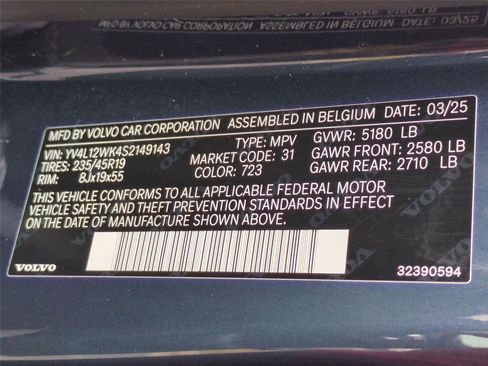 MFD BY VOLVO CAR CORPORATION ASSEMBLED IN BELGIUM DATE: 03/25
VIN: YV4L12WK4S2149143 TYPE: MPV GVWR: 5180 LB
TIRES: 235/45R19 MARKET CODE: 31 GAWR FRONT: 2580 LB
RIM: 8Jx19x55 COLOR: 723 GAWR REAR: 2710 LB
THIS VEHICLE CONFORMS TO ALL APPLICABLE FEDERAL MOTOR
VEHICLE SAFETY AND THEFT PREVENTION STANDARDS IN EFFECT
ON THE DATE OF MANUFACTURE SHOWN ABOVE.
VOLVO 32390594